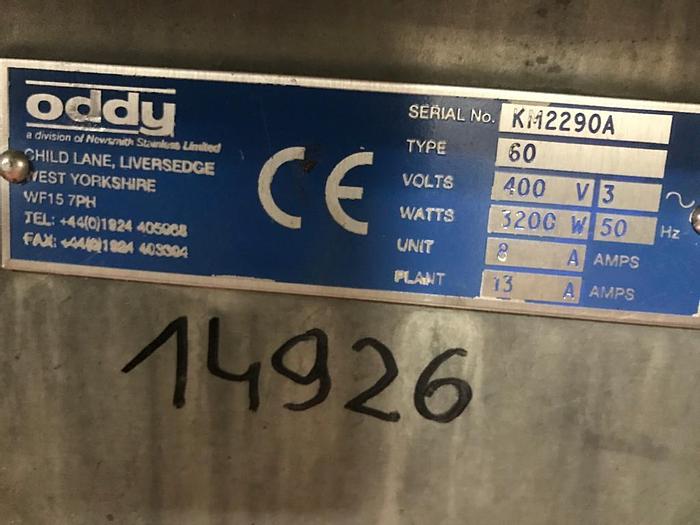 oddy
a division of Newsmith Stainless Limited
CHILD LANE, LIVERSEDGE
WEST YORKSHIRE
WF15 7PH
TEL: +44(0)1924 405988
FAX: +44(0)1924 403304
CE
SERIAL No. KM2290A
TYPE 60
VOLTS 400 V 3 ~
WATTS 3200 W 50 Hz
UNIT 8 A AMPS
PLANT 13 A AMPS
14926